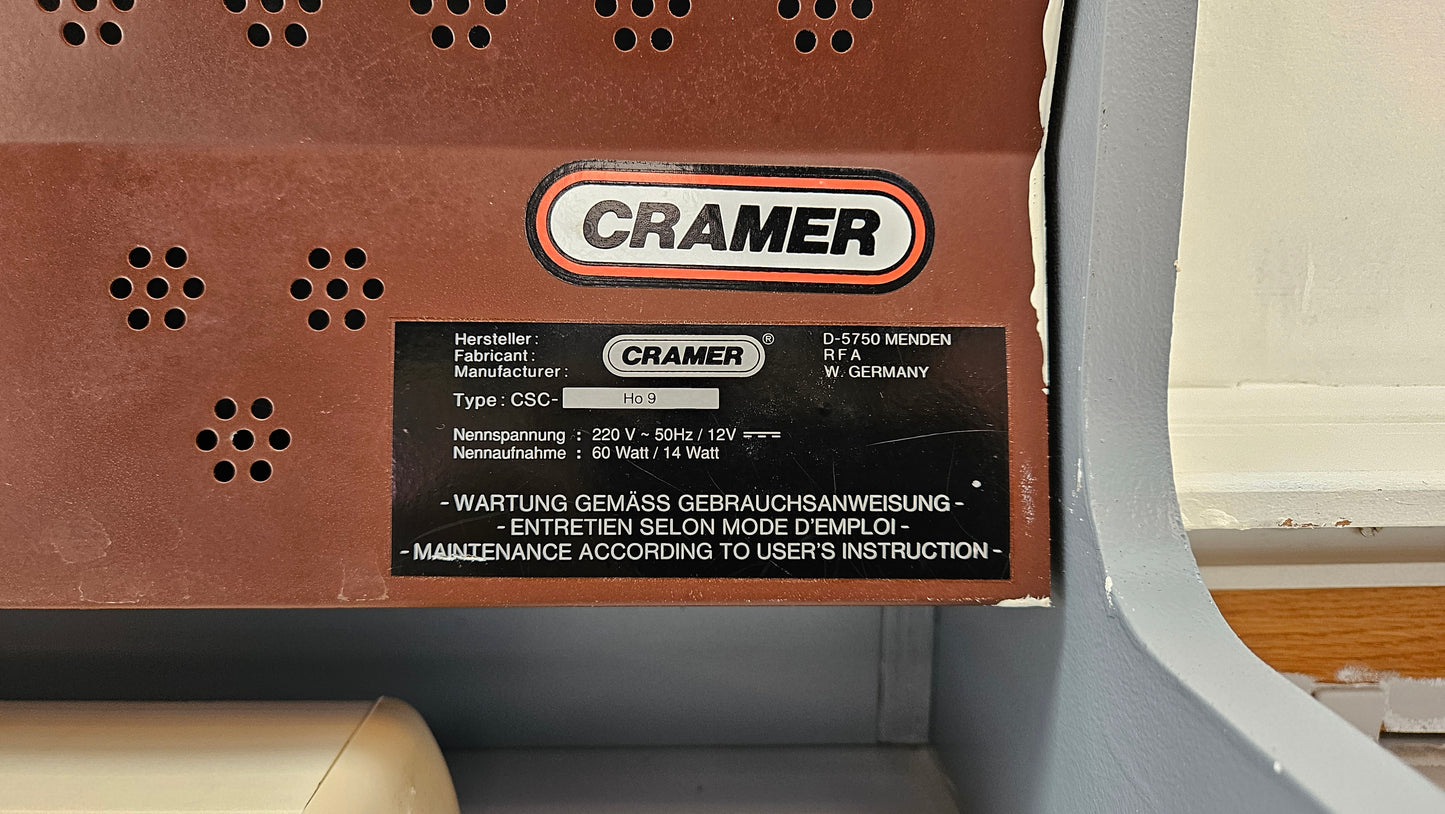 CRAMER
Hersteller :
Fabricant :
Manufacturer :
CRAMER ®
D-5750 MENDEN
RFA
W. GERMANY
Type : CSC- Ho 9
Nennspannung : 220 V ~ 50Hz / 12V ⎓
Nennaufnahme : 60 Watt / 14 Watt
- WARTUNG GEMÄSS GEBRAUCHSANWEISUNG -
- ENTRETIEN SELON MODE D'EMPLOI -
- MAINTENANCE ACCORDING TO USER'S INSTRUCTION -